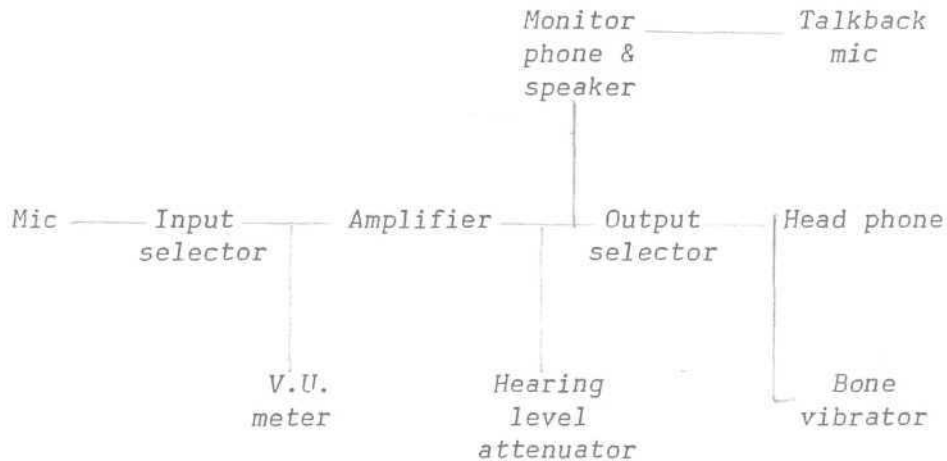 Monitor
phone &
speaker
Talkback
mic
Mic
Input
selector
Amplifier
Output
selector
Head phone
V.U.
meter
Hearing
level
attenuator
Bone
vibrator